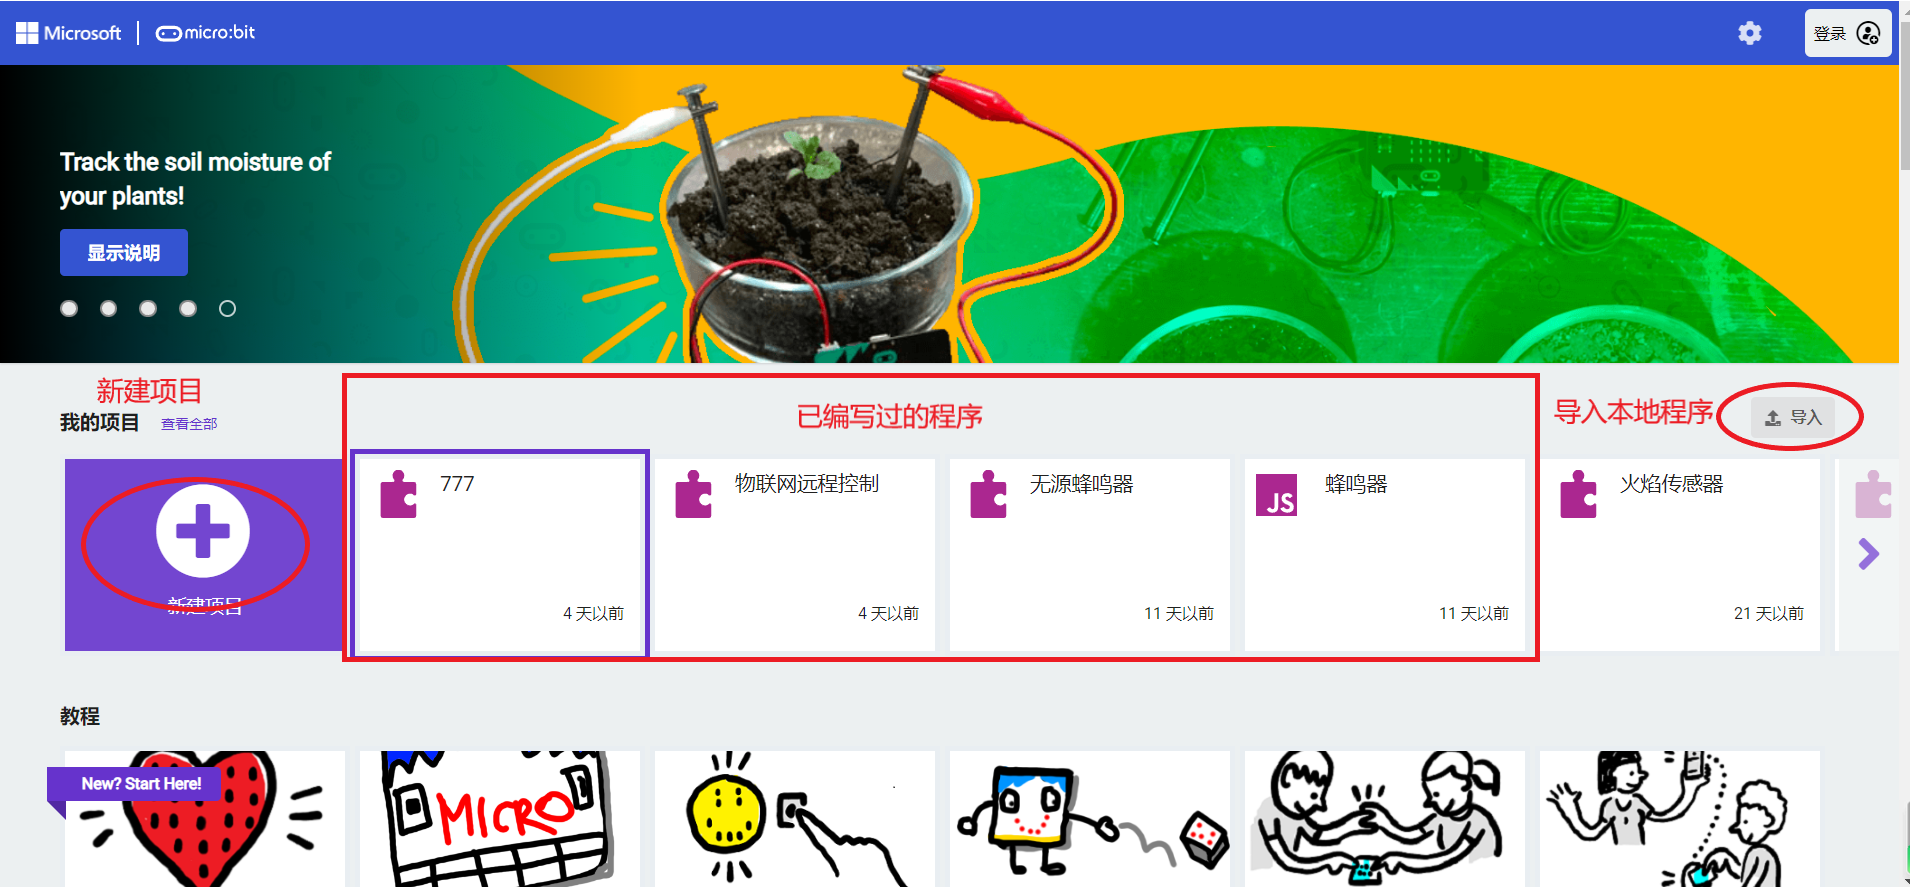 Microsoft | micro:bit
登录
Track the soil moisture of
your plants!
显示说明
新建项目
我的项目 查看全部
已编写过的程序
导入本地程序
导入
新建项目
777
4 天以前
物联网远程控制
4 天以前
无源蜂鸣器
11 天以前
JS
蜂鸣器
11 天以前
火焰传感器
21 天以前
教程
New? Start Here!
MICRO